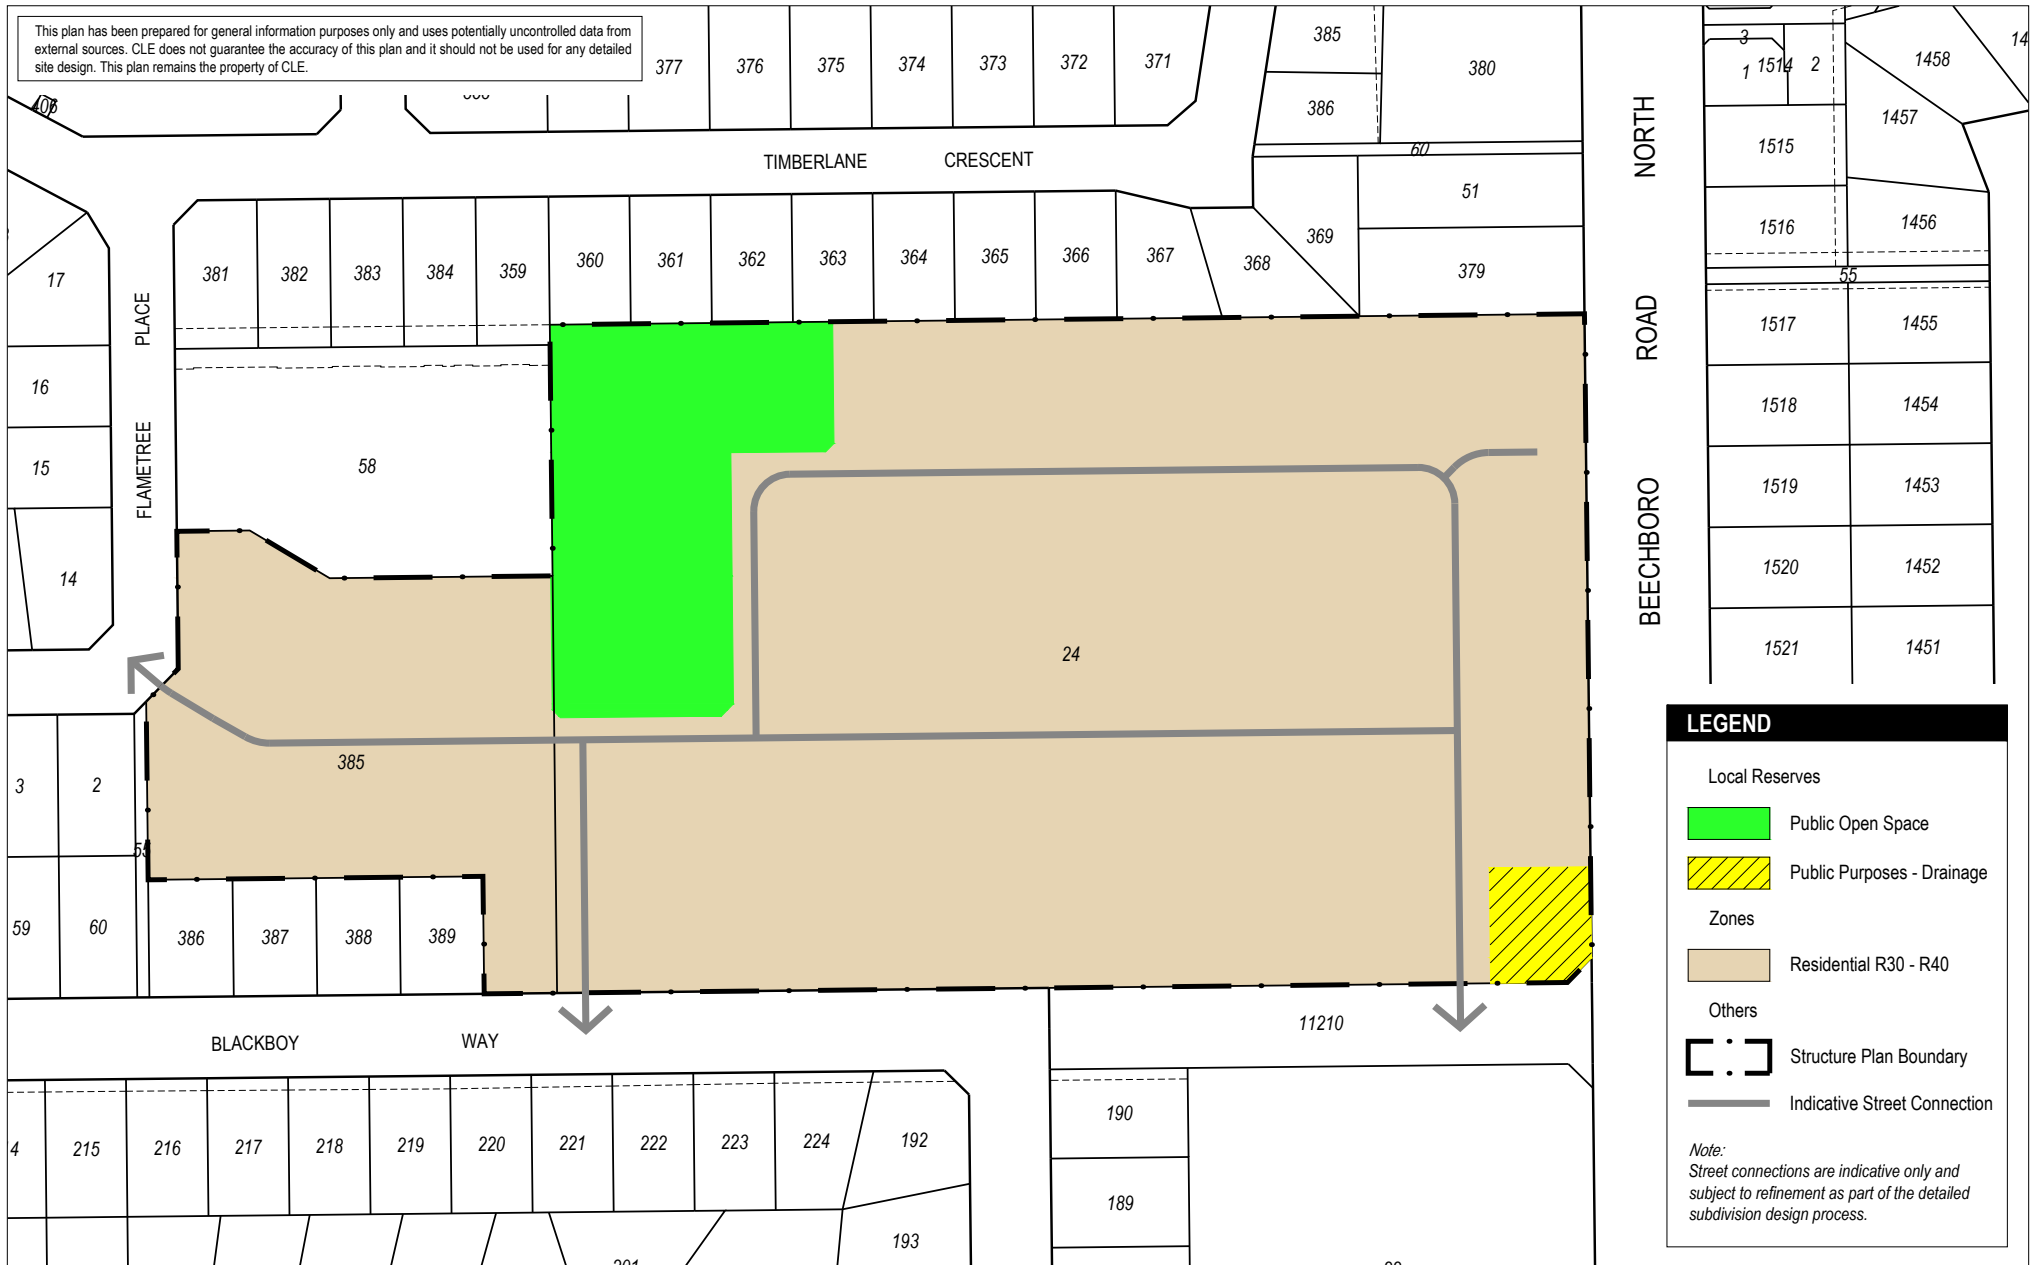 This plan has been prepared for general information purposes only and uses potentially uncontrolled data from
external sources. CLE does not guarantee the accuracy of this plan and it should not be used for any detailed
site design. This plan remains the property of CLE.
377 376 375 374 373 372 371
385
386
380
60
3
1 1514 2
1458
1457
1515
406
TIMBERLANE CRESCENT
NORTH
ROAD
BEECHBORO
51
369
379
1516
1456
55
17
381 382 383 384 359 360 361 362 363 364 365 366 367 368
PLACE
FLAMETREE
16
15
14
58
1517 1455
1518 1454
1519 1453
1520 1452
1521 1451
24
385
3 2
55
59 60
386 387 388 389
11210
BLACKBOY WAY
215 216 217 218 219 220 221 222 223 224 192
193
190
189
LEGEND
Local Reserves
Public Open Space
Public Purposes - Drainage
Zones
Residential R30 - R40
Others
Structure Plan Boundary
Indicative Street Connection
Note:
Street connections are indicative only and
subject to refinement as part of the detailed
subdivision design process.